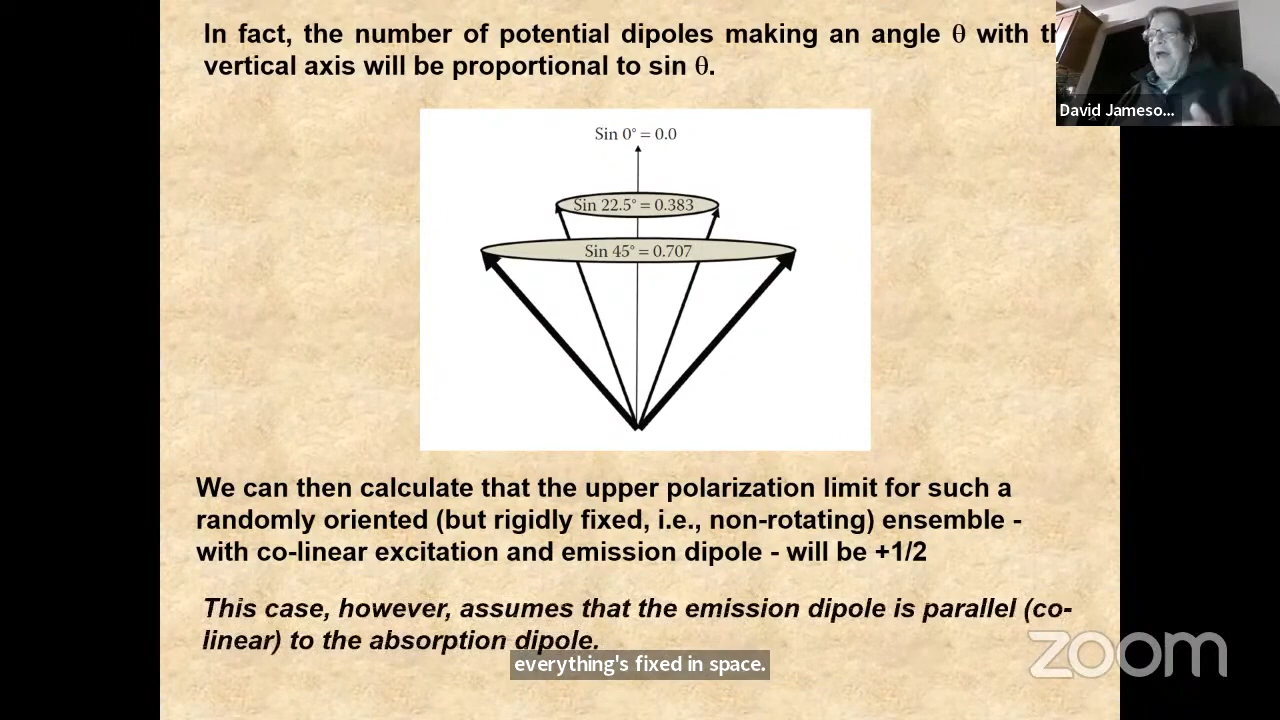 In fact, the number of potential dipoles making an angle θ with th
vertical axis will be proportional to sin θ.
David Jameso...
Sin 0° = 0.0
Sin 22.5° = 0.383
Sin 45° = 0.707
We can then calculate that the upper polarization limit for such a
randomly oriented (but rigidly fixed, i.e., non-rotating) ensemble -
with co-linear excitation and emission dipole - will be +1/2
This case, however, assumes that the emission dipole is parallel (co-
linear) to the absorption dipole.
everything's fixed in space.
zoom